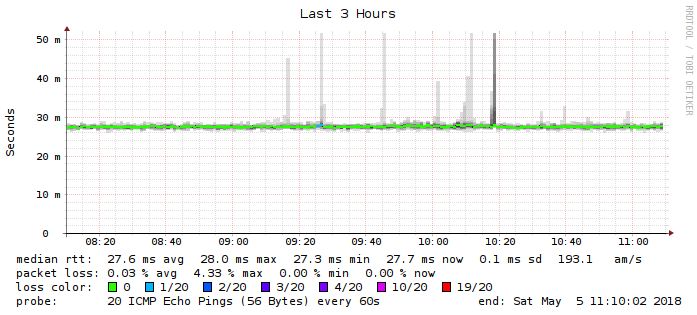 Last 3 Hours
RRDTOOL / TOBI OETIKER
Seconds
50 m
40 m
30 m
20 m
10 m
0
08:20 08:40 09:00 09:20 09:40 10:00 10:20 10:40 11:00
median rtt: 27.6 ms avg 28.0 ms max 27.3 ms min 27.7 ms now 0.1 ms sd 193.1 am/s
packet loss: 0.03 % avg 4.33 % max 0.00 % min 0.00 % now
loss color: 0 1/20 2/20 3/20 4/20 10/20 19/20
probe: 20 ICMP Echo Pings (56 Bytes) every 60s end: Sat May 5 11:10:02 2018